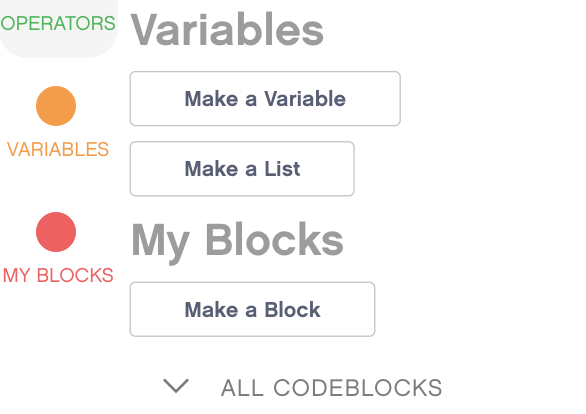 OPERATORS
Variables
Make a Variable
VARIABLES
Make a List
My Blocks
MY BLOCKS
Make a Block
ALL CODEBLOCKS